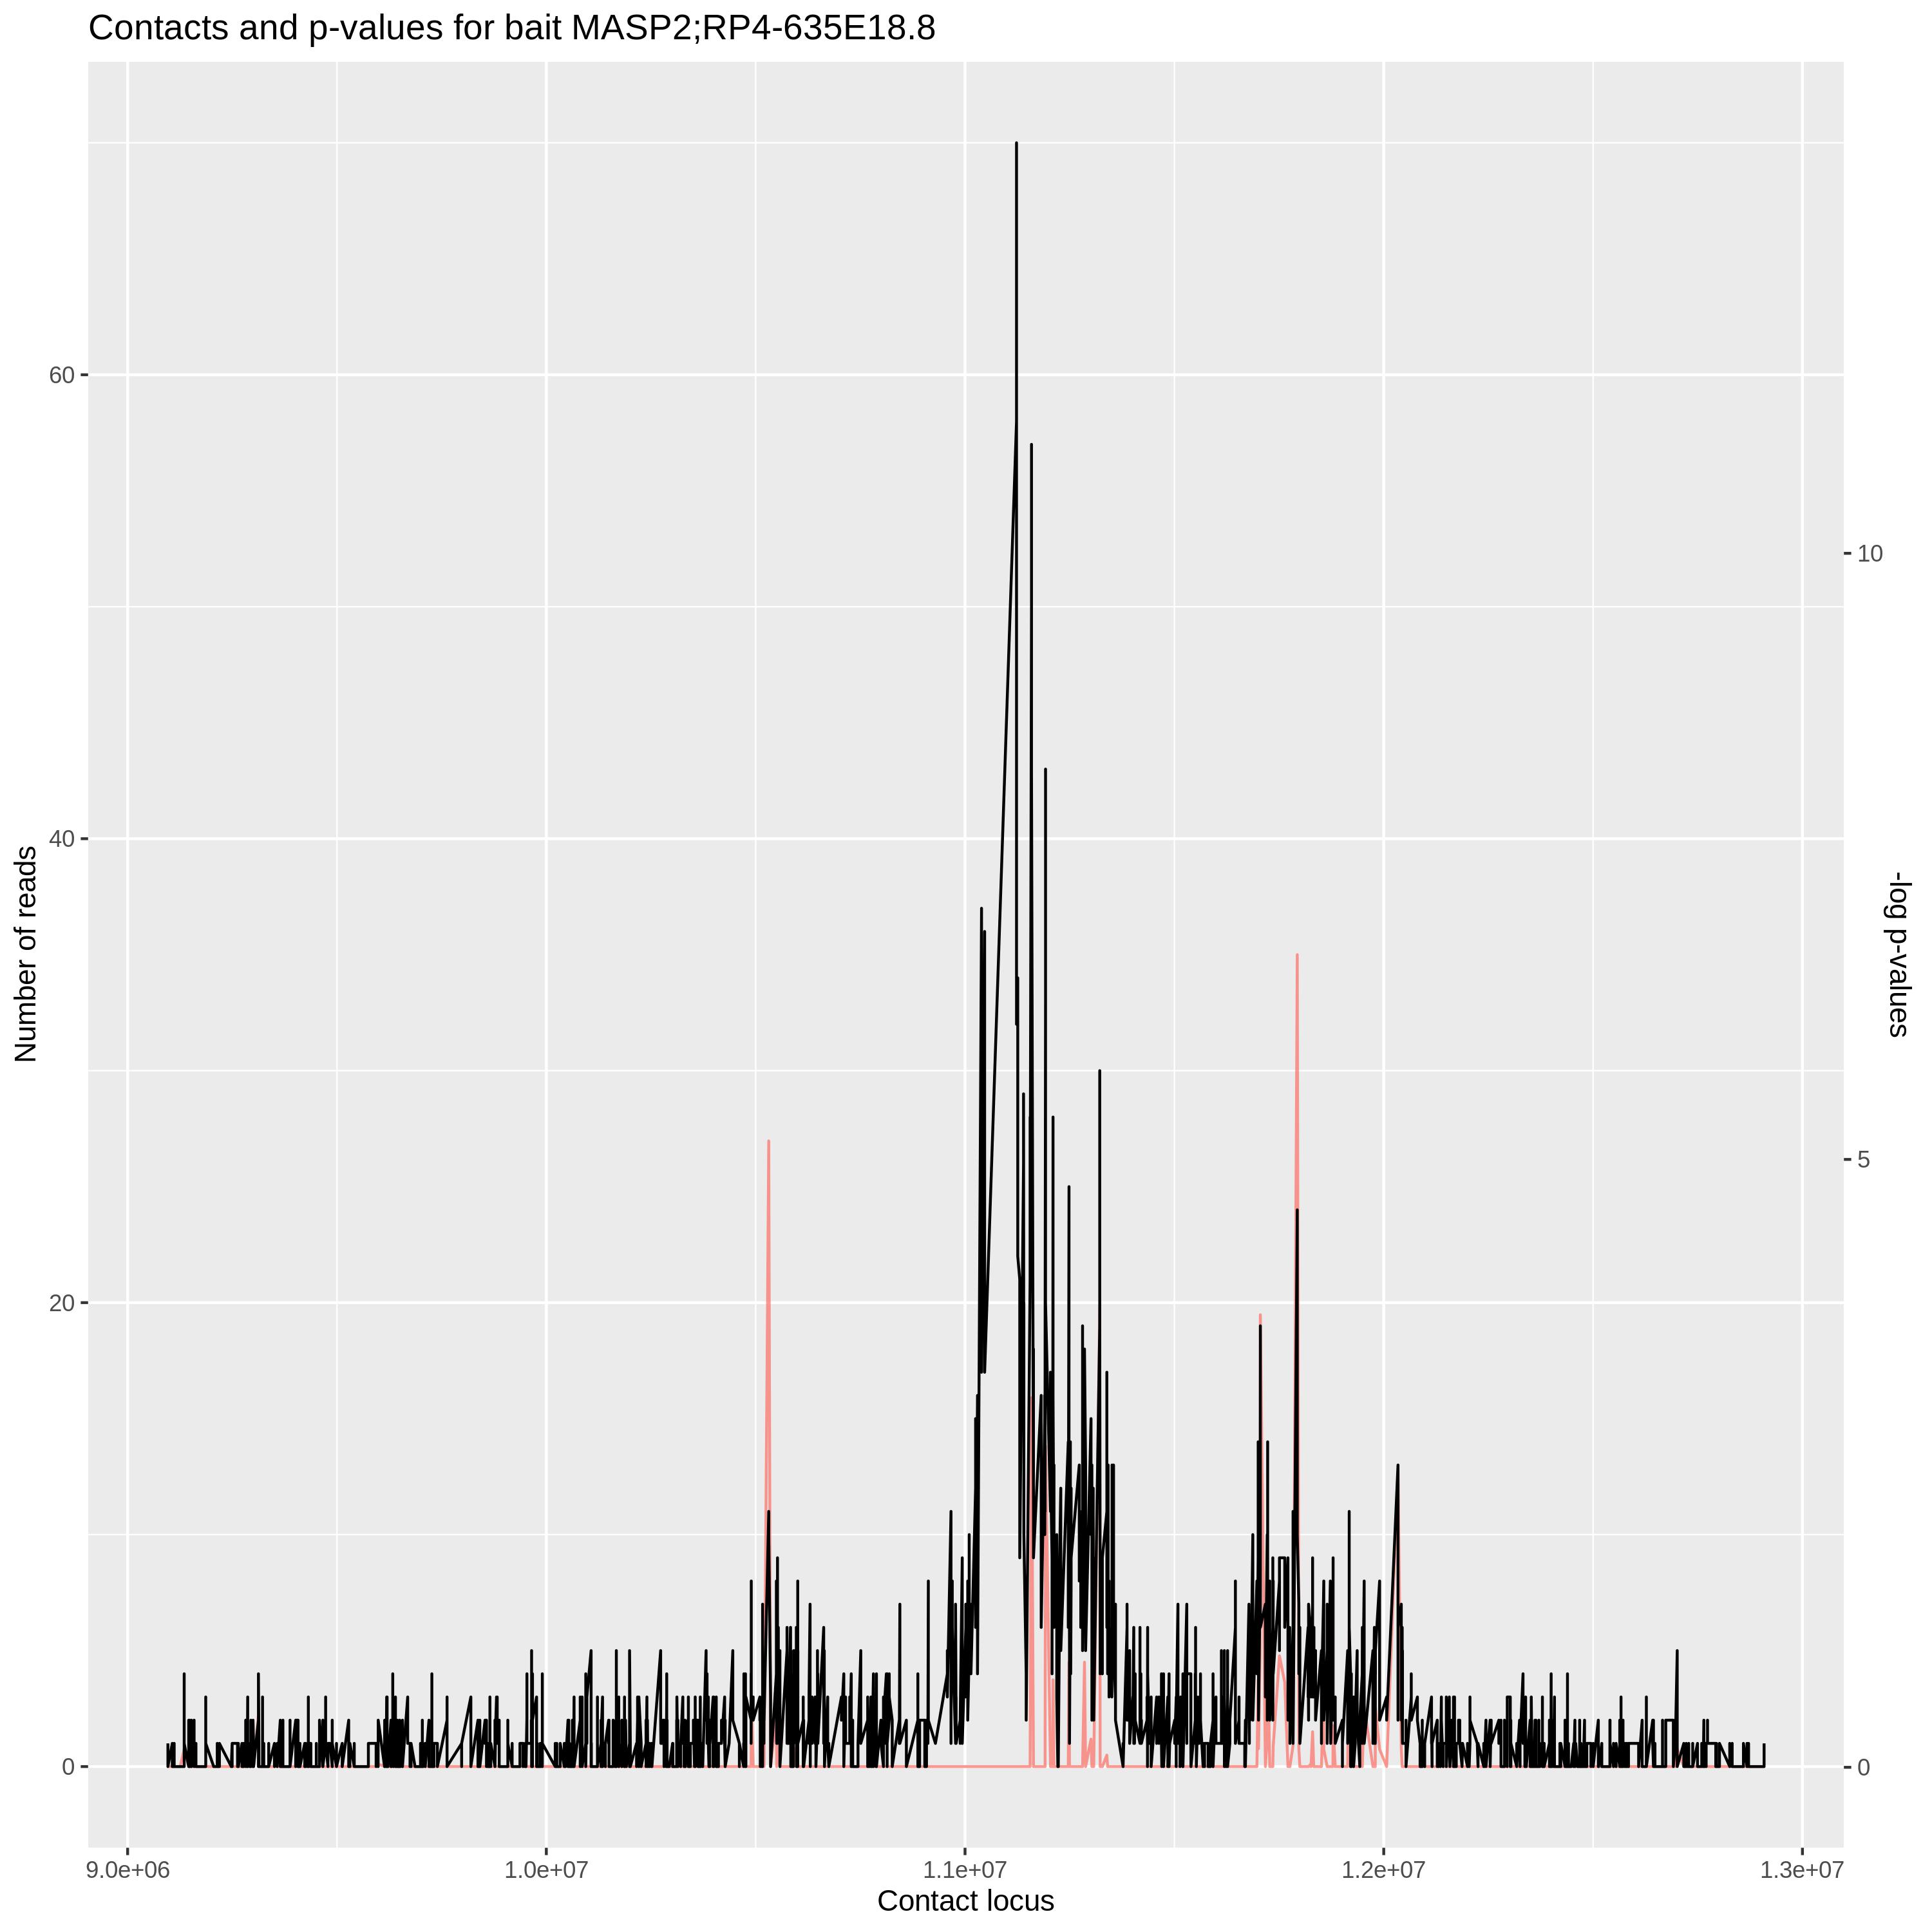 Contacts and p-values for bait MASP2;RP4-635E18.8
Number of reads
60
40
20
0
10
5
0
-log p-values
9.0e+06
1.0e+07
1.1e+07
1.2e+07
1.3e+07
Contact locus